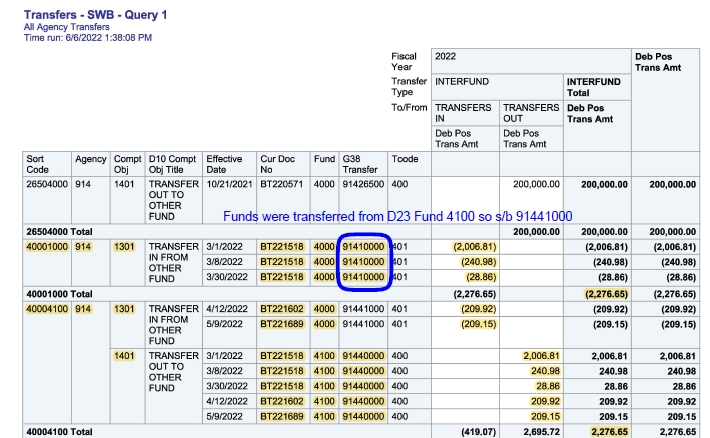 Transfers - SWB - Query 1
All Agency Transfers
Time run: 6/6/2022 1:38:08 PM
Fiscal Year 2022 Deb Pos Trans Amt
Transfer Type INTERFUND INTERFUND Total
To/From TRANSFERS IN TRANSFERS OUT Deb Pos Trans Amt
Deb Pos Trans Amt Deb Pos Trans Amt
Sort Code Agency Compt Obj D10 Compt Obj Title Effective Date Cur Doc No Fund G38 Transfer Toode
26504000 914 1401 TRANSFER OUT TO OTHER FUND 10/21/2021 BT220571 4000 91426500 400 200,000.00 200,000.00 200,000.00
Funds were transferred from D23 Fund 4100 so s/b 91441000
26504000 Total 200,000.00 200,000.00 200,000.00
40001000 914 1301 TRANSFER IN FROM OTHER FUND 3/1/2022 BT221518 4000 91410000 401 (2,006.81) (2,006.81) (2,006.81)
3/8/2022 BT221518 4000 91410000 401 (240.98) (240.98) (240.98)
3/30/2022 BT221518 4000 91410000 401 (28.86) (28.86) (28.86)
40001000 Total (2,276.65) (2,276.65) (2,276.65)
40004100 914 1301 TRANSFER IN FROM OTHER FUND 4/12/2022 BT221602 4000 91441000 401 (209.92) (209.92) (209.92)
5/9/2022 BT221689 4000 91441000 401 (209.15) (209.15) (209.15)
1401 TRANSFER OUT TO OTHER FUND 3/1/2022 BT221518 4100 91440000 400 2,006.81 2,006.81 2,006.81
3/8/2022 BT221518 4100 91440000 400 240.98 240.98 240.98
3/30/2022 BT221518 4100 91440000 400 28.86 28.86 28.86
4/12/2022 BT221602 4100 91440000 400 209.92 209.92 209.92
5/9/2022 BT221689 4100 91440000 400 209.15 209.15 209.15
40004100 Total (419.07) 2,695.72 2,276.65 2,276.65